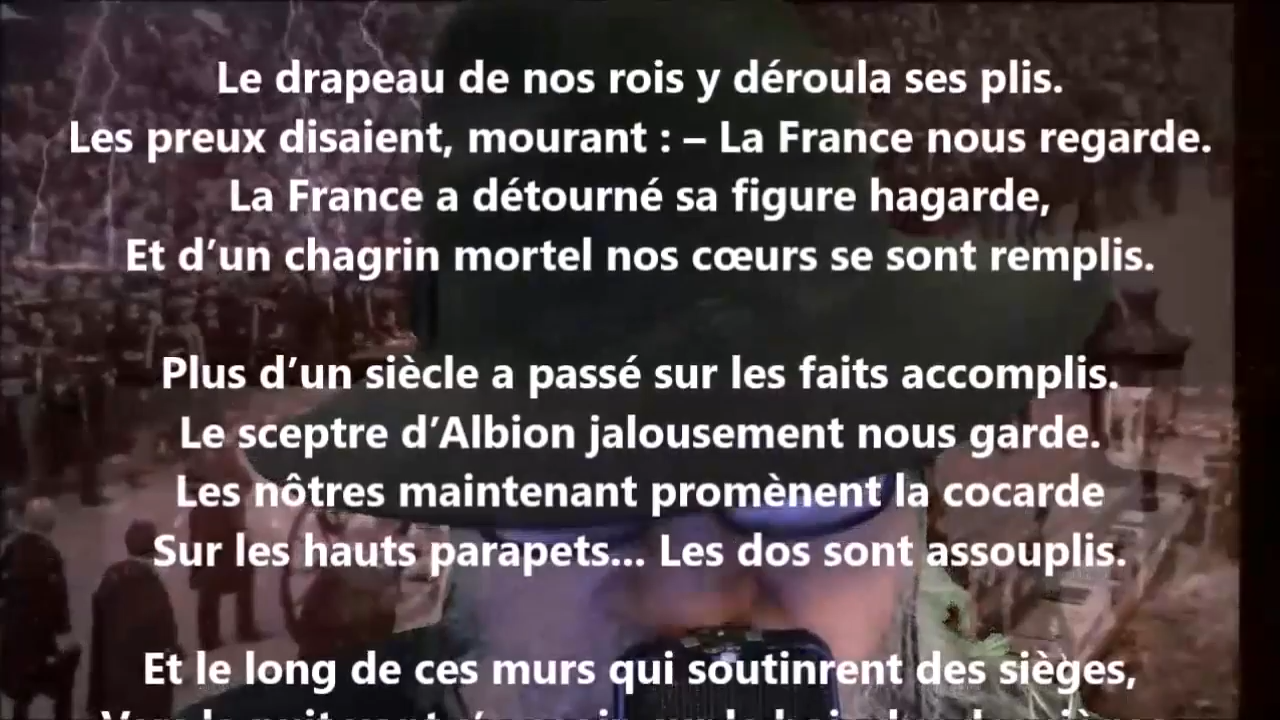 Le drapeau de nos rois y déroula ses plis.
Les preux disaient, mourant : – La France nous regarde.
La France a détourné sa figure hagarde,
Et d’un chagrin mortel nos cœurs se sont remplis.
Plus d’un siècle a passé sur les faits accomplis.
Le sceptre d’Albion jalousement nous garde.
Les nôtres maintenant promènent la cocarde
Sur les hauts parapets... Les dos sont assouplis.
Et le long de ces murs qui soutinrent des sièges,